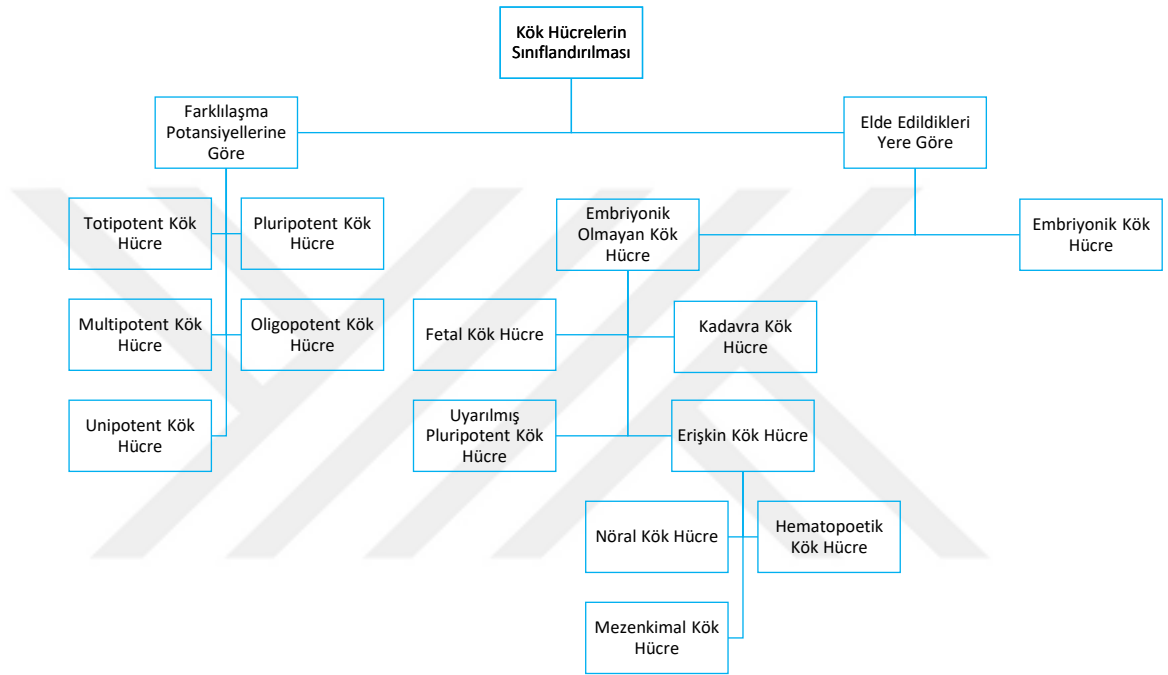 Kök Hücrelerin
Sınıflandırılması
Farklılaşma
Potansiyellerine
Göre
Elde Edildikleri
Yere Göre
Totipotent Kök
Hücre
Pluripotent Kök
Hücre
Embriyonik
Olmayan Kök
Hücre
Embriyonik Kök
Hücre
Multipotent Kök
Hücre
Oligopotent Kök
Hücre
Fetal Kök Hücre
Kadavra Kök
Hücre
Unipotent Kök
Hücre
Uyarılmış
Pluripotent Kök
Hücre
Erişkin Kök Hücre
Nöral Kök Hücre
Hematopoetik
Kök Hücre
Mezenkimal Kök
Hücre